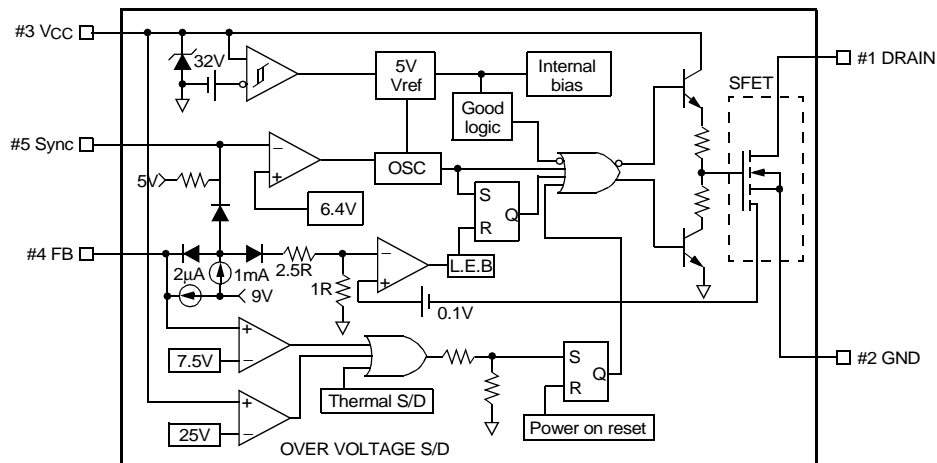 #3 VCC
32V
5V
Vref
Internal
bias
Good
logic
SFET
#1 DRAIN
#5 Sync
5V
−
+
OSC
6.4V
S
R
Q
L.E.B
#4 FB
2μA
1mA
9V
2.5R
1R
−
+
0.1V
+
−
7.5V
+
−
25V
Thermal S/D
S
R
Q
Power on reset
OVER VOLTAGE S/D
#2 GND